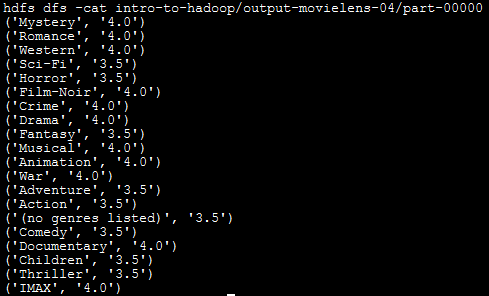 hdfs dfs -cat intro-to-hadoop/output-movielens-04/part-00000
('Mystery', '4.0')
('Romance', '4.0')
('Western', '4.0')
('Sci-Fi', '3.5')
('Horror', '3.5')
('Film-Noir', '4.0')
('Crime', '4.0')
('Drama', '4.0')
('Fantasy', '3.5')
('Musical', '4.0')
('Animation', '4.0')
('War', '4.0')
('Adventure', '3.5')
('Action', '3.5')
('(no genres listed)', '3.5')
('Comedy', '3.5')
('Documentary', '4.0')
('Children', '3.5')
('Thriller', '3.5')
('IMAX', '4.0')